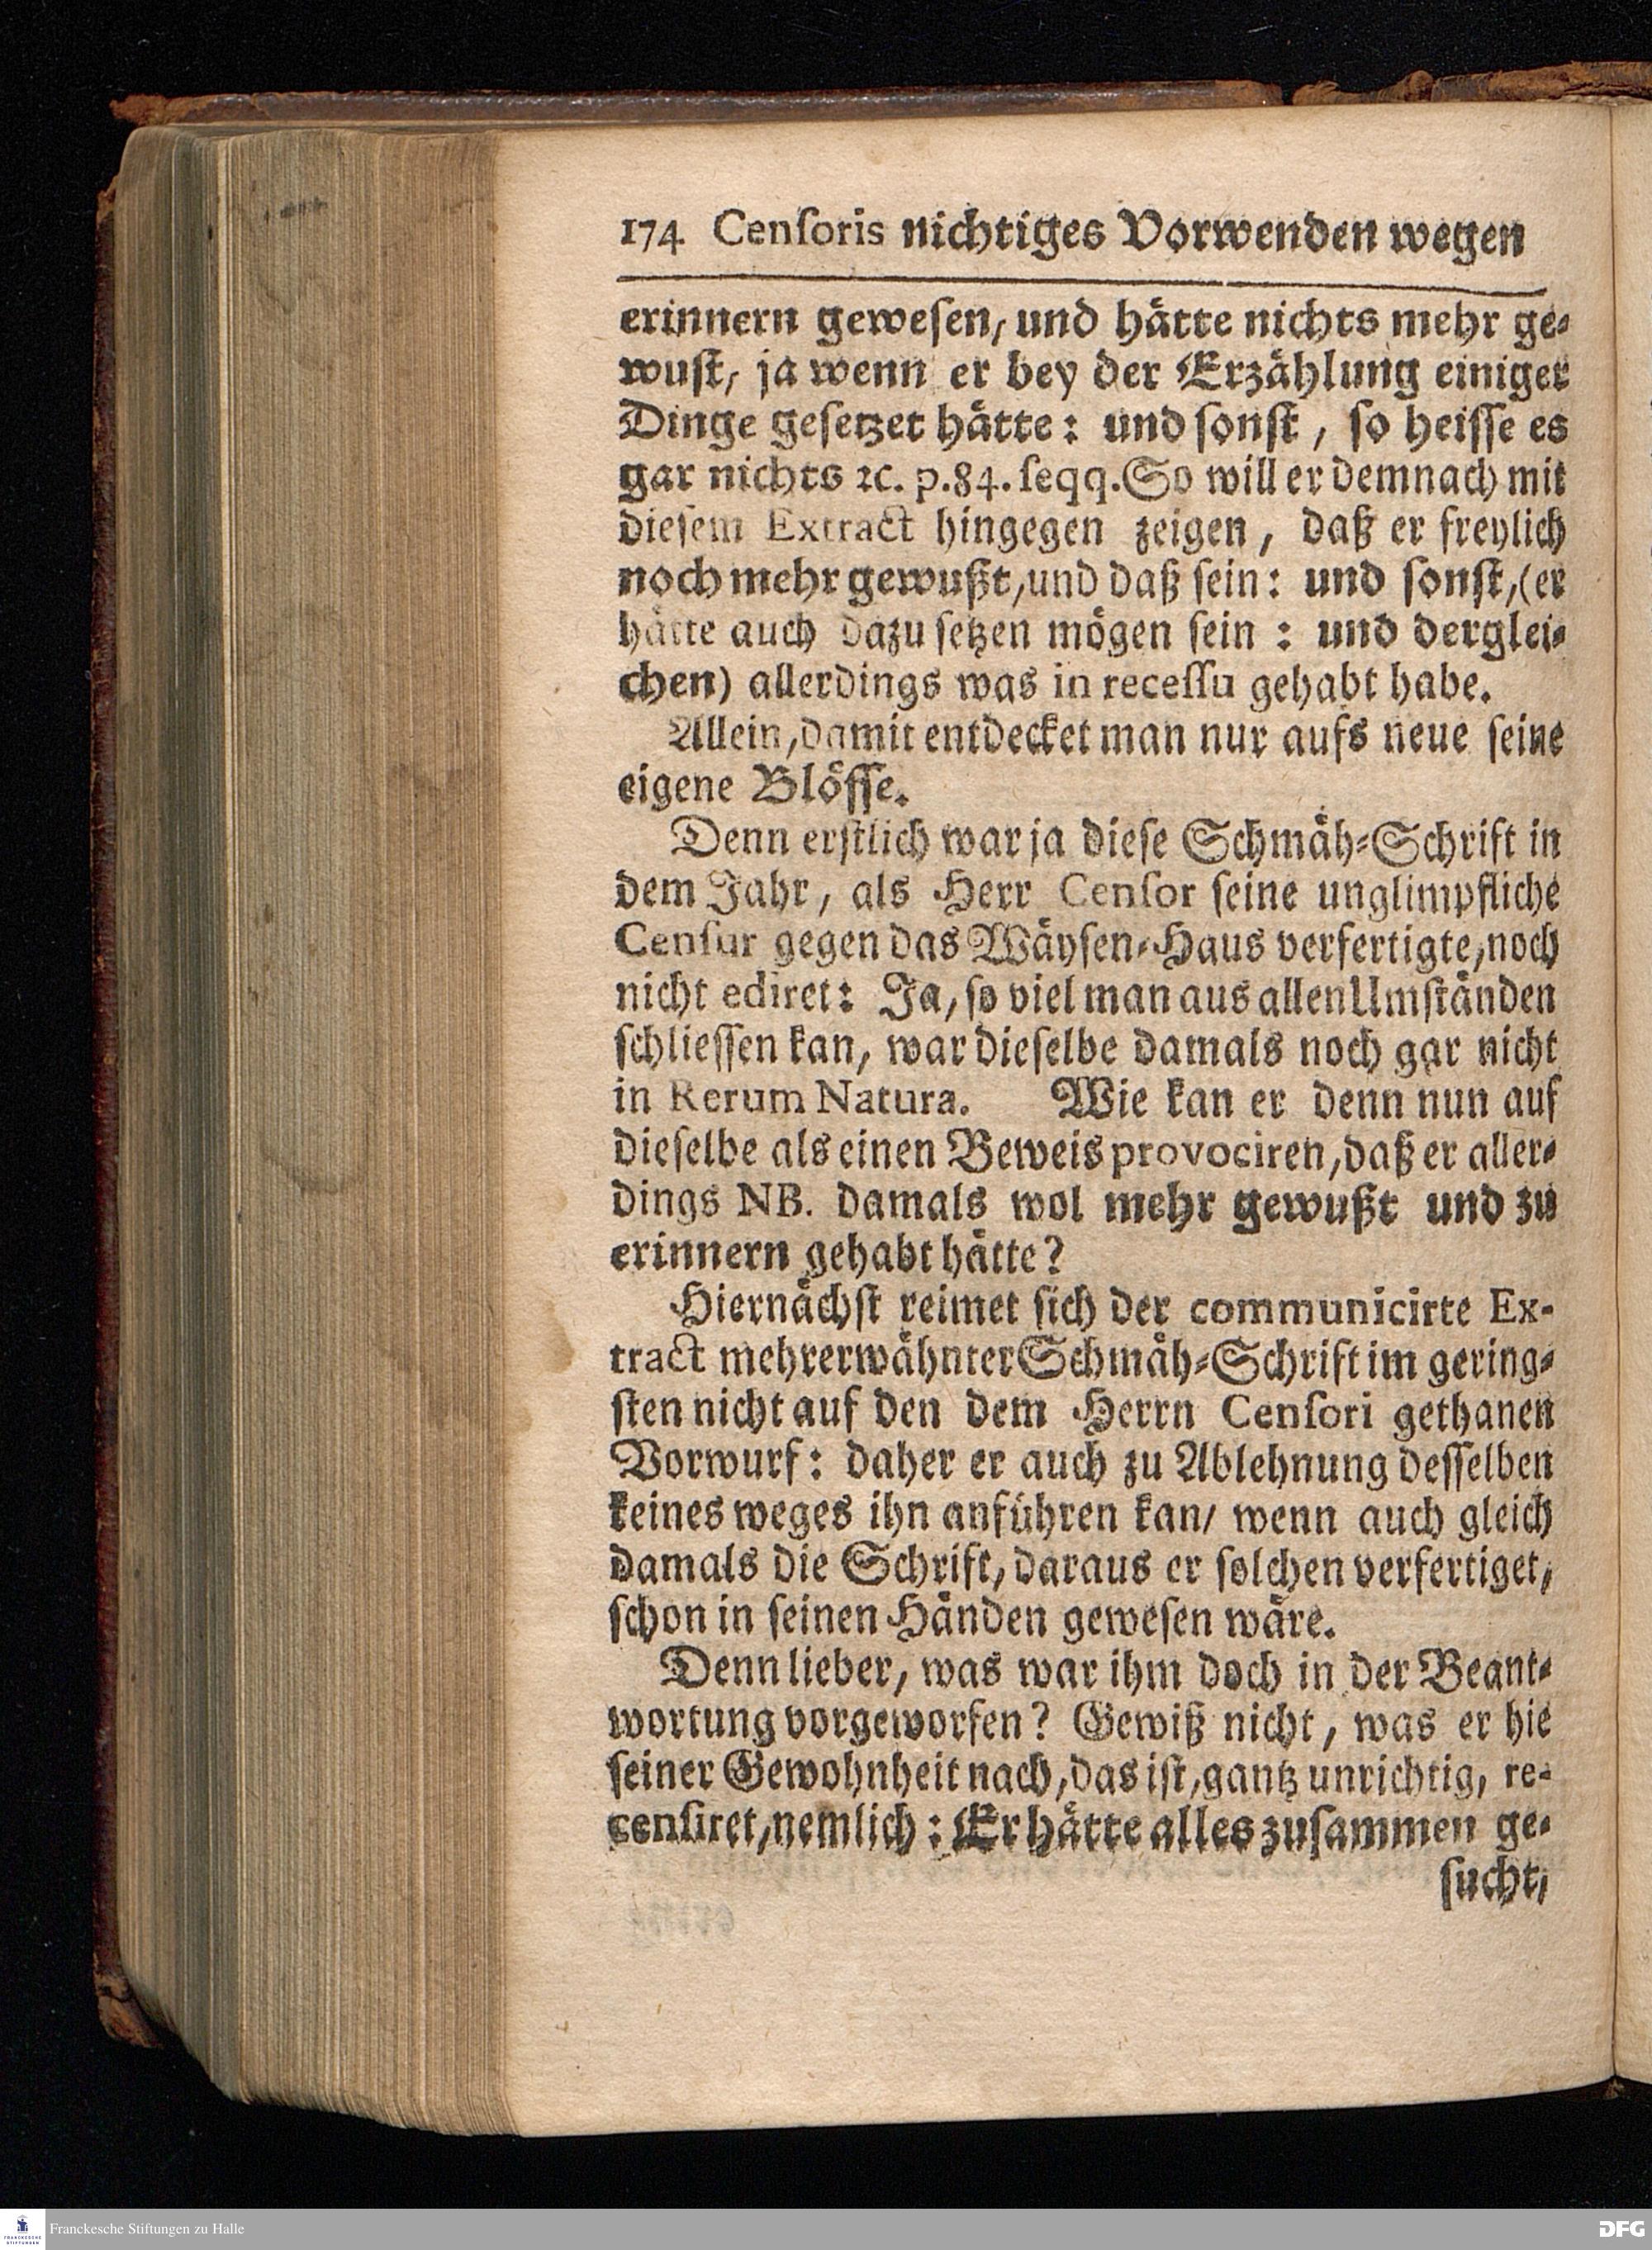 174 Cenſoris nichtiges Vorwenden wegen
erinnern geweſen, und hätte nichts mehr ge-
wuſt, ja wenn er bey der Erzählung einiger
Dinge geſetzet hätte: und ſonſt, ſo heiſſe es
gar nichts ꝛc. p.84. ſeqq. So will er demnach mit
dieſem Extract hingegen zeigen, daß er freylich
noch mehr gewußt, und daß ſein: und ſonſt, (er
hätte auch dazu ſetzen mögen ſein: und derglei-
chen) allerdings was in receſſu gehabt habe.
Allein, damit entdecket man nur aufs neue ſeine
eigene Blöſſe.
Denn erſtlich war ja dieſe Schmäh-Schrift in
dem Jahr, als Herr Cenſor ſeine unglimpfliche
Cenſur gegen das Wäyſen-Haus verfertigte, noch
nicht ediret: Ja, ſo viel man aus allen Umſtänden
ſchlieſſen kan, war dieſelbe damals noch gar nicht
in Rerum Natura. Wie kan er denn nun auf
dieſelbe als einen Beweis provociren, daß er aller-
dings NB. damals wol mehr gewußt und zu
erinnern gehabt hätte?
Hiernächſt reimet ſich der communicirte Ex-
tract mehrerwähnter Schmäh-Schrift im gering-
ſten nicht auf den dem Herrn Cenſori gethanen
Vorwurf: daher er auch zu Ablehnung deſſelben
keines weges ihn anführen kan/ wenn auch gleich
damals die Schrift, daraus er ſolchen verfertiget,
ſchon in ſeinen Händen geweſen wäre.
Denn lieber, was war ihm doch in der Beant-
wortung vorgeworfen? Gewiß nicht, was er hie
ſeiner Gewohnheit nach, das iſt, gantz unrichtig, re-
cenſiret, nemlich: Er hätte alles zuſammen ge-
ſucht,
FRANCKESCHE STIFTUNGEN
Franckesche Stiftungen zu Halle
DFG